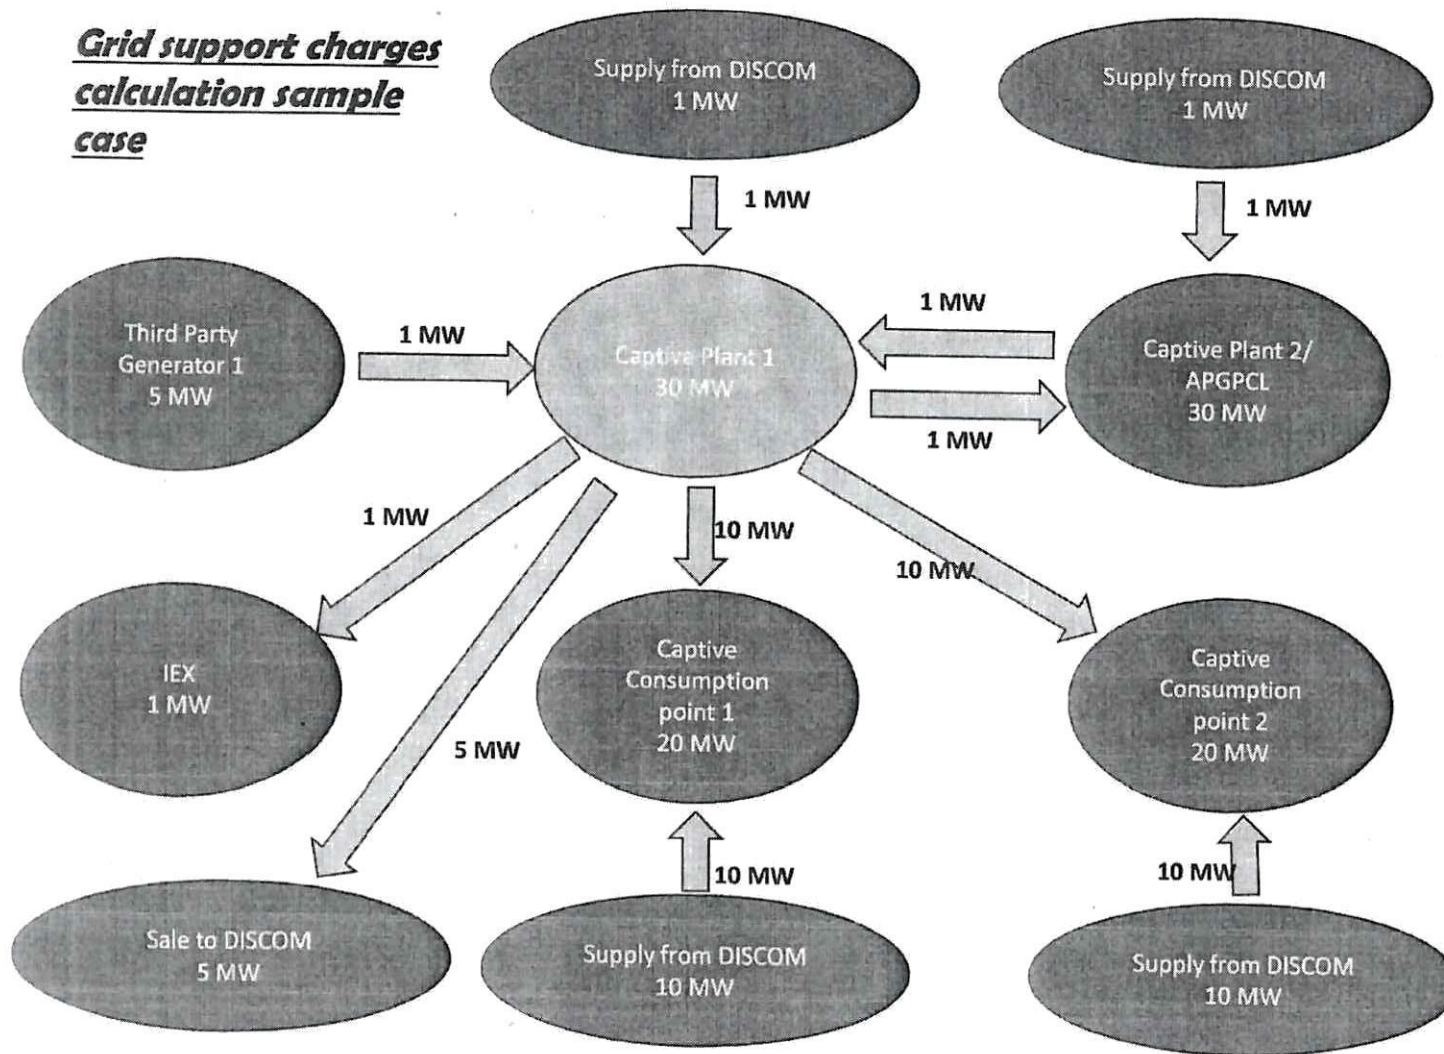 Grid support charges
calculation sample
case
Supply from DISCOM
1 MW
Supply from DISCOM
1 MW
1 MW
1 MW
Third Party
Generator 1
5 MW
1 MW
Captive Plant 1
30 MW
1 MW
1 MW
Captive Plant 2/
APGPCL
30 MW
1 MW
10 MW
10 MW
IEX
1 MW
Captive
Consumption
point 1
20 MW
Captive
Consumption
point 2
20 MW
5 MW
10 MW
10 MW
Sale to DISCOM
5 MW
Supply from DISCOM
10 MW
Supply from DISCOM
10 MW